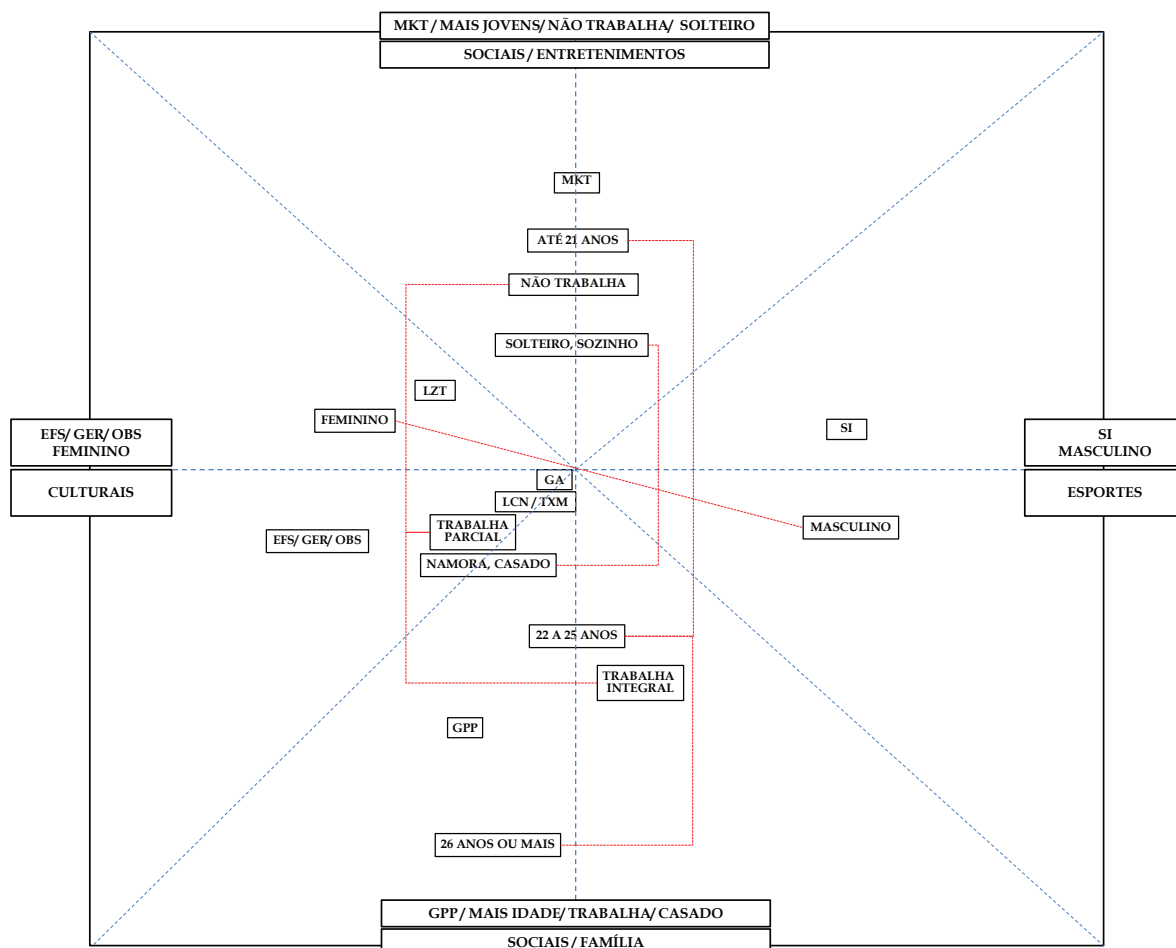 MKT / MAIS JOVENS/ NÃO TRABALHA/ SOLTEIRO
SOCIAIS / ENTRETENIMENTOS
MKT
ATÉ 21 ANOS
NÃO TRABALHA
SOLTEIRO, SOZINHO
LZT
FEMININO
SI
EFS/ GER/ OBS
FEMININO
SI
MASCULINO
CULTURAIS
ESPORTES
GA
LCN / TXM
TRABALHA
PARCIAL
MASCULINO
EFS/ GER/ OBS
NAMORA, CASADO
22 A 25 ANOS
TRABALHA
INTEGRAL
GPP
26 ANOS OU MAIS
GPP / MAIS IDADE/ TRABALHA/ CASADO
SOCIAIS / FAMÍLIA